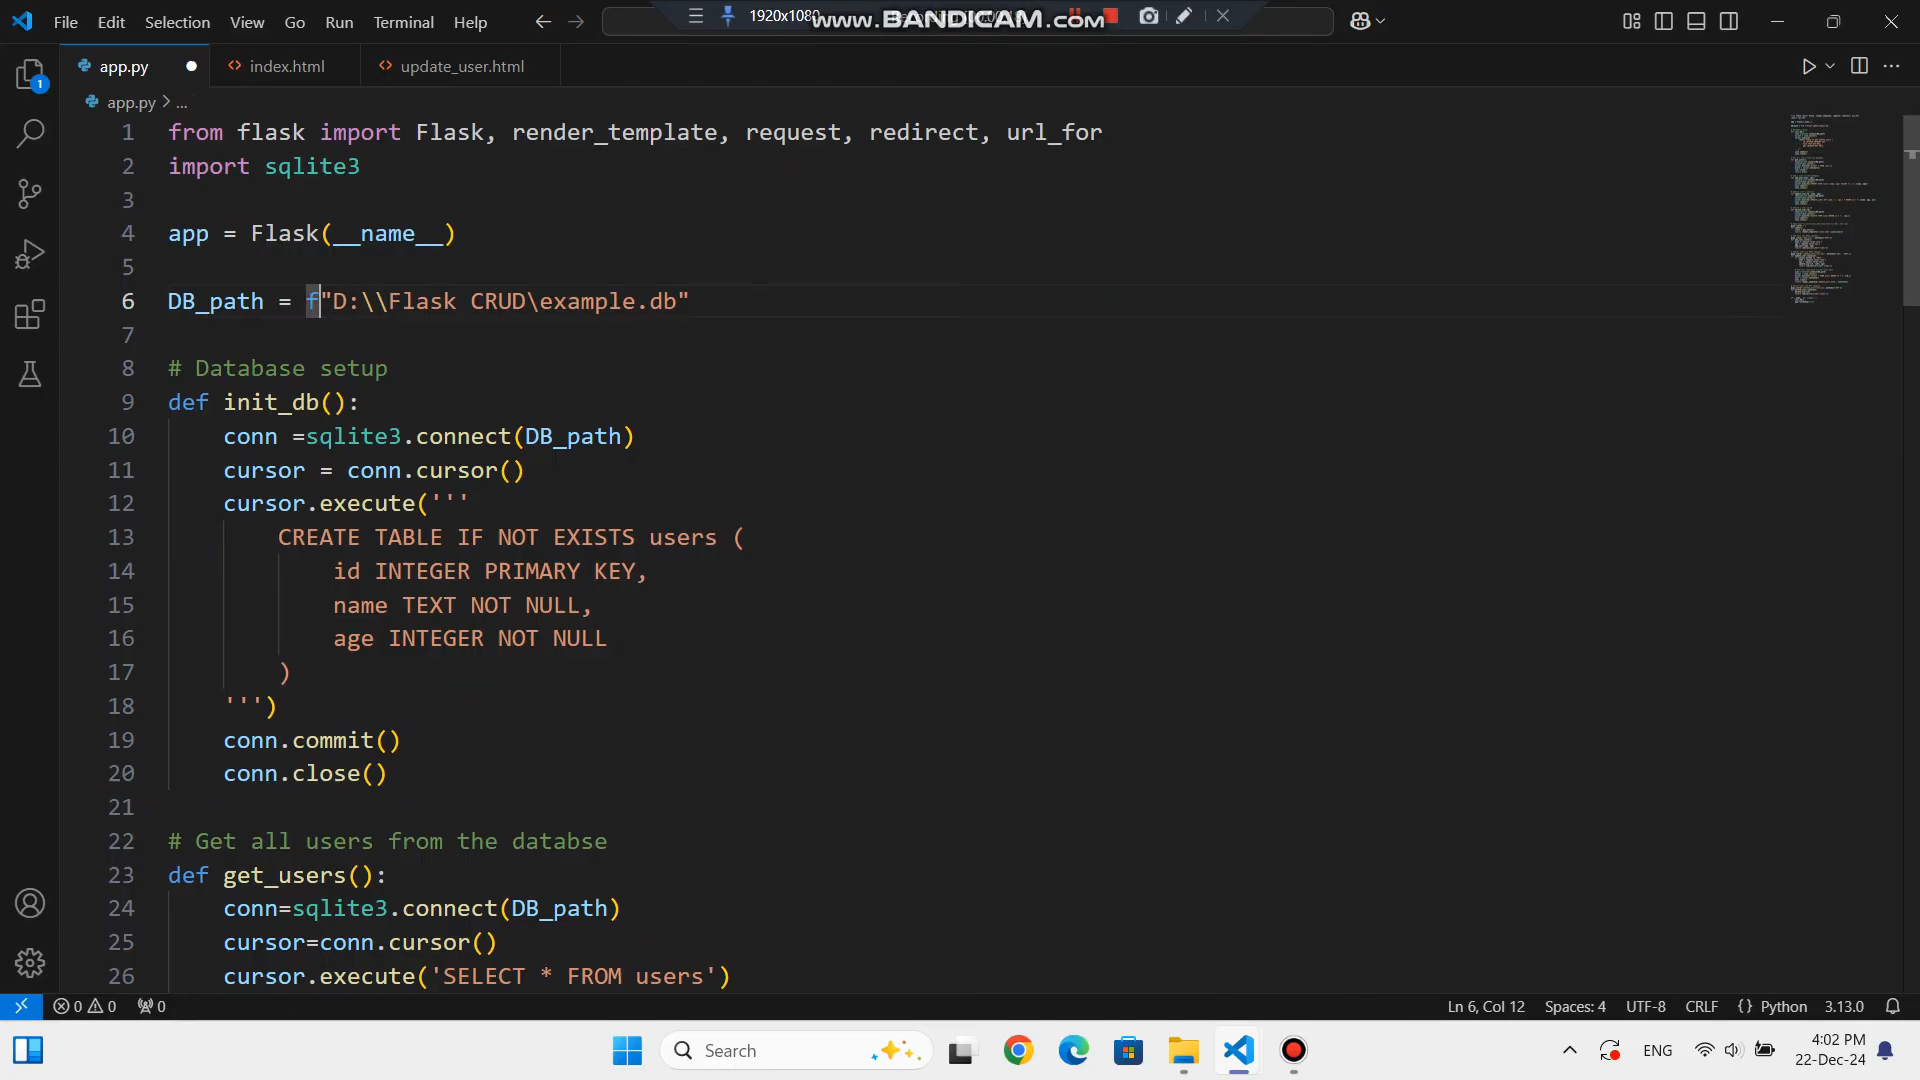 File Edit Selection View Go Run Terminal Help
1920x1080
www.BANDICAM.com
app.py
index.html
update_user.html
app.py > ...
1 from flask import Flask, render_template, request, redirect, url_for
2 import sqlite3
3
4 app = Flask(__name__)
5
6 DB_path = f"D:\\Flask CRUD\example.db"
7
8 # Database setup
9 def init_db():
10 conn =sqlite3.connect(DB_path)
11 cursor = conn.cursor()
12 cursor.execute('''
13 CREATE TABLE IF NOT EXISTS users (
14 id INTEGER PRIMARY KEY,
15 name TEXT NOT NULL,
16 age INTEGER NOT NULL
17 )
18 ''')
19 conn.commit()
20 conn.close()
21
22 # Get all users from the databse
23 def get_users():
24 conn=sqlite3.connect(DB_path)
25 cursor=conn.cursor()
26 cursor.execute('SELECT * FROM users')
1
0 0 0
Ln 6, Col 12 Spaces: 4 UTF-8 CRLF {} Python 3.13.0
Search
ENG
4:02 PM
22-Dec-24